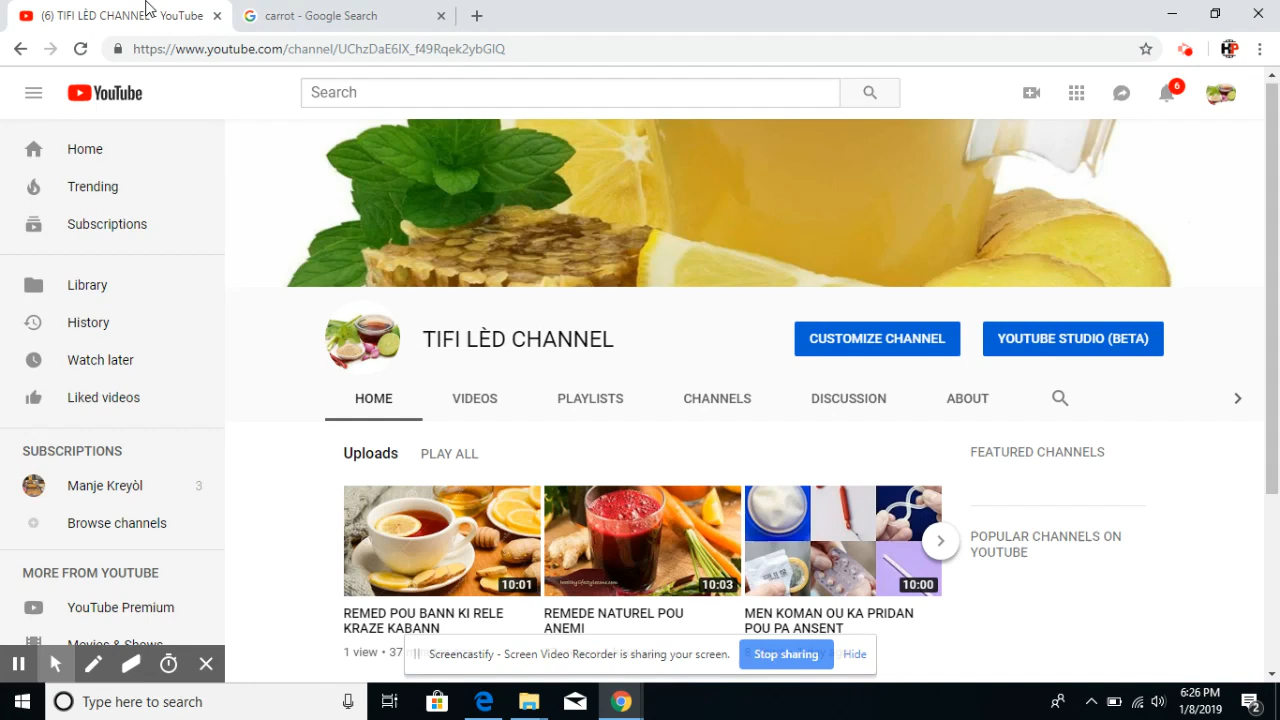 (6) TIFI LÈD CHANNEL - YouTube
carrot - Google Search
https://www.youtube.com/channel/UChzDaE6IX_f49Rqek2ybGlQ
YouTube
Search
6
Home
Trending
Subscriptions
Library
History
Watch later
Liked videos
SUBSCRIPTIONS
Manje Kreyòl 3
Browse channels
MORE FROM YOUTUBE
YouTube Premium
Movies & Shows
TIFI LÈD CHANNEL
CUSTOMIZE CHANNEL
YOUTUBE STUDIO (BETA)
HOME VIDEOS PLAYLISTS CHANNELS DISCUSSION ABOUT
Uploads PLAY ALL
FEATURED CHANNELS
POPULAR CHANNELS ON
YOUTUBE
10:01
10:03
10:00
REMED POU BANN KI RELE
KRAZE KABANN
1 view • 37
REMEDE NATUREL POU
ANEMI
MEN KOMAN OU KA PRIDAN
POU PA ANSENT
Screencastify - Screen Video Recorder is sharing your screen.
Stop sharing
Hide
Type here to search
6:26 PM
1/8/2019
2